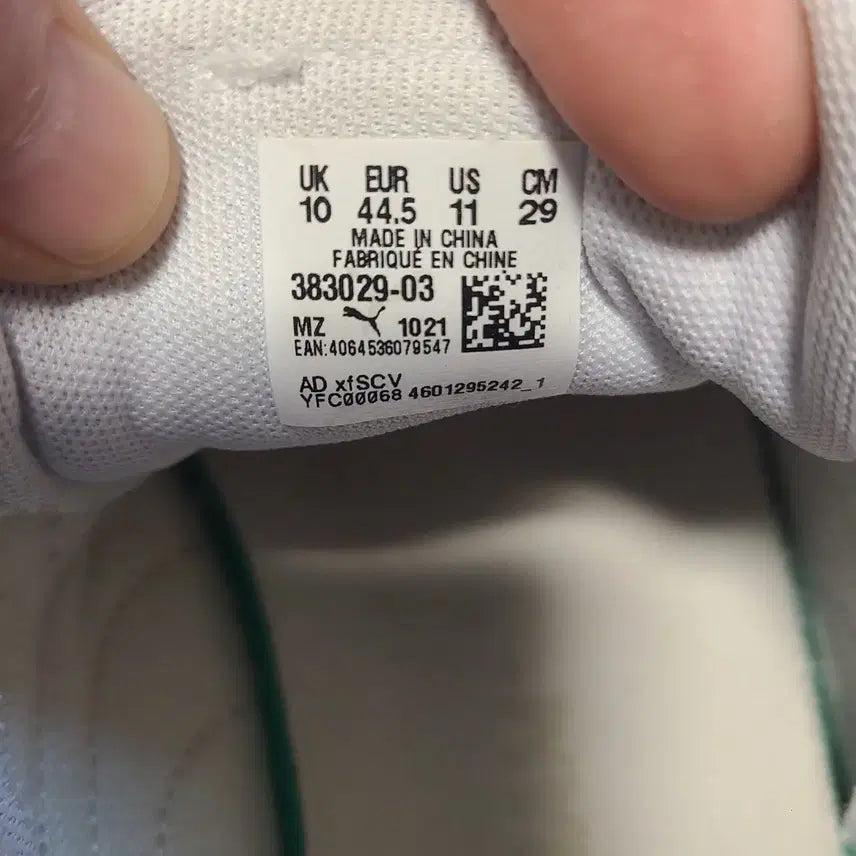 UK EUR US CM
10 44.5 11 29
MADE IN CHINA
FABRIQUÉ EN CHINE
383029-03
MZ 1021
EAN:4064536079547
AD xfSCV
YFC00068 4601295242_1